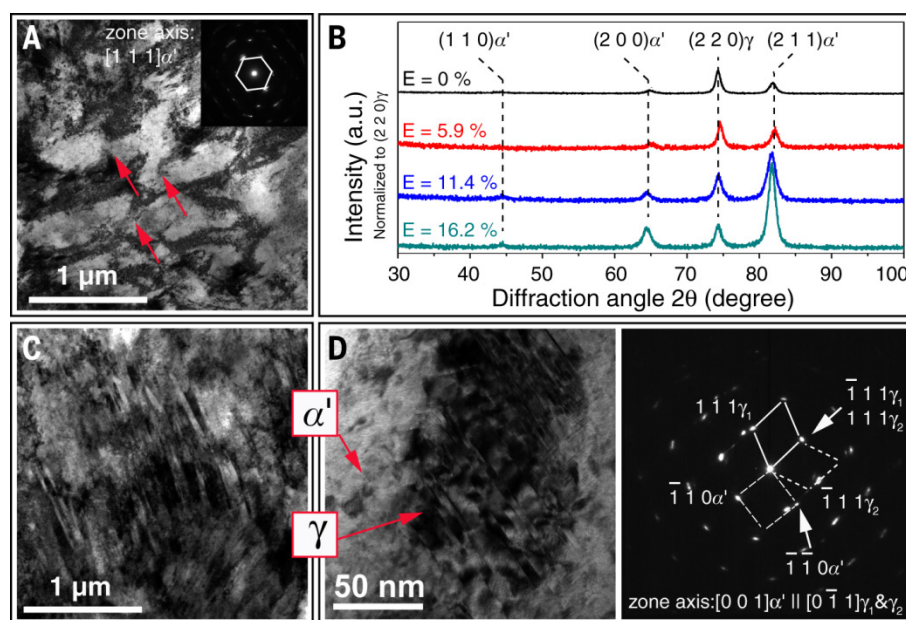 A
zone axis:
[1 1 1]α'
1 µm
B
(1 1 0)α'
(2 0 0)α'
(2 2 0)γ
(2 1 1)α'
E = 0 %
E = 5.9 %
E = 11.4 %
E = 16.2 %
Intensity (a.u.)
Normalized to (2 2 0)γ
30 40 50 60 70 80 90 100
Diffraction angle 2θ (degree)
C
1 µm
D
α'
γ
50 nm
1̅ 1 1γ₁
1 1 1γ₂
1 1̅ 1γ₁
1̅ 1 0α'
1̅ 1 1γ₂
1̅ 1̅ 0α'
zone axis:[0 0 1]α' || [0 1̅ 1]γ₁&γ₂